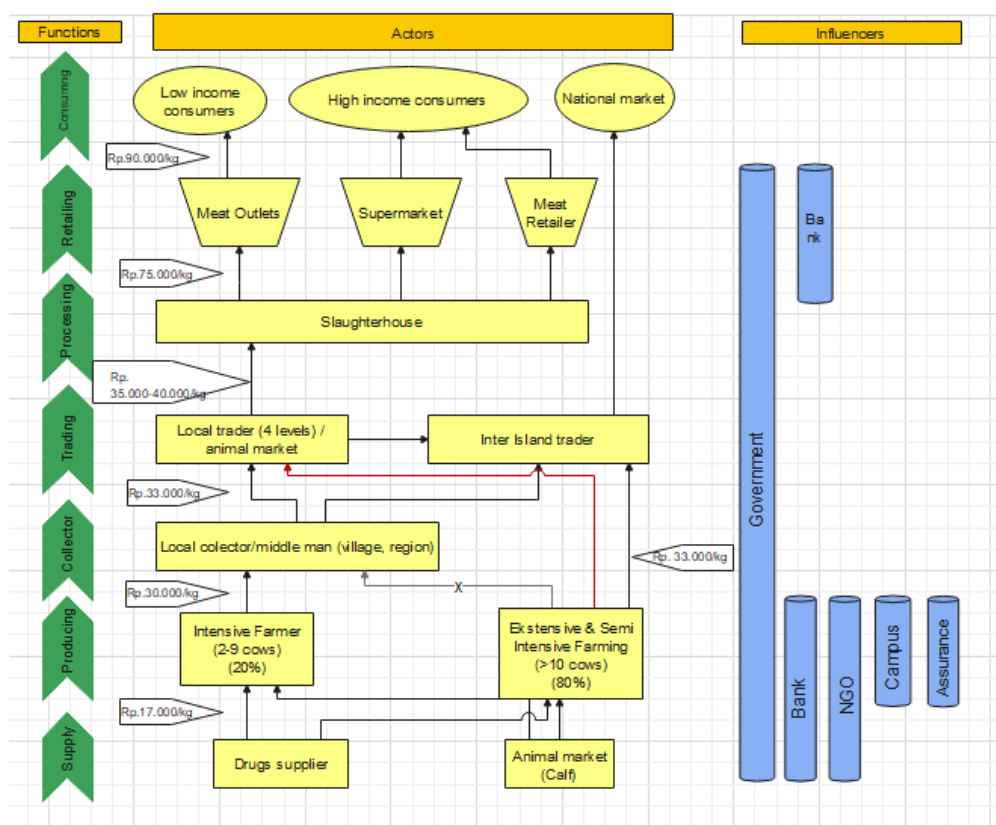 Functions
Actors
Influencers
Consuming
Low income
consumers
High income consumers
National market
Rp.90.000/kg
Retailing
Meat Outlets
Supermarket
Meat
Retailer
Ba
nk
Rp.75.000/kg
Processing
Slaughterhouse
Rp.
35.000-40.000/kg
Trading
Local trader (4 levels) /
animal market
Inter Island trader
Rp.33.000/kg
Government
Collector
Local colector/middle man (village, region)
Rp. 33.000/kg
Rp.30.000/kg
X
Producing
Intensive Farmer
(2-9 cows)
(20%)
Ekstensive & Semi
Intensive Farming
(>10 cows)
(80%)
Bank
NGO
Campus
Assurance
Rp.17.000/kg
Supply
Drugs supplier
Animal market
(Calf)